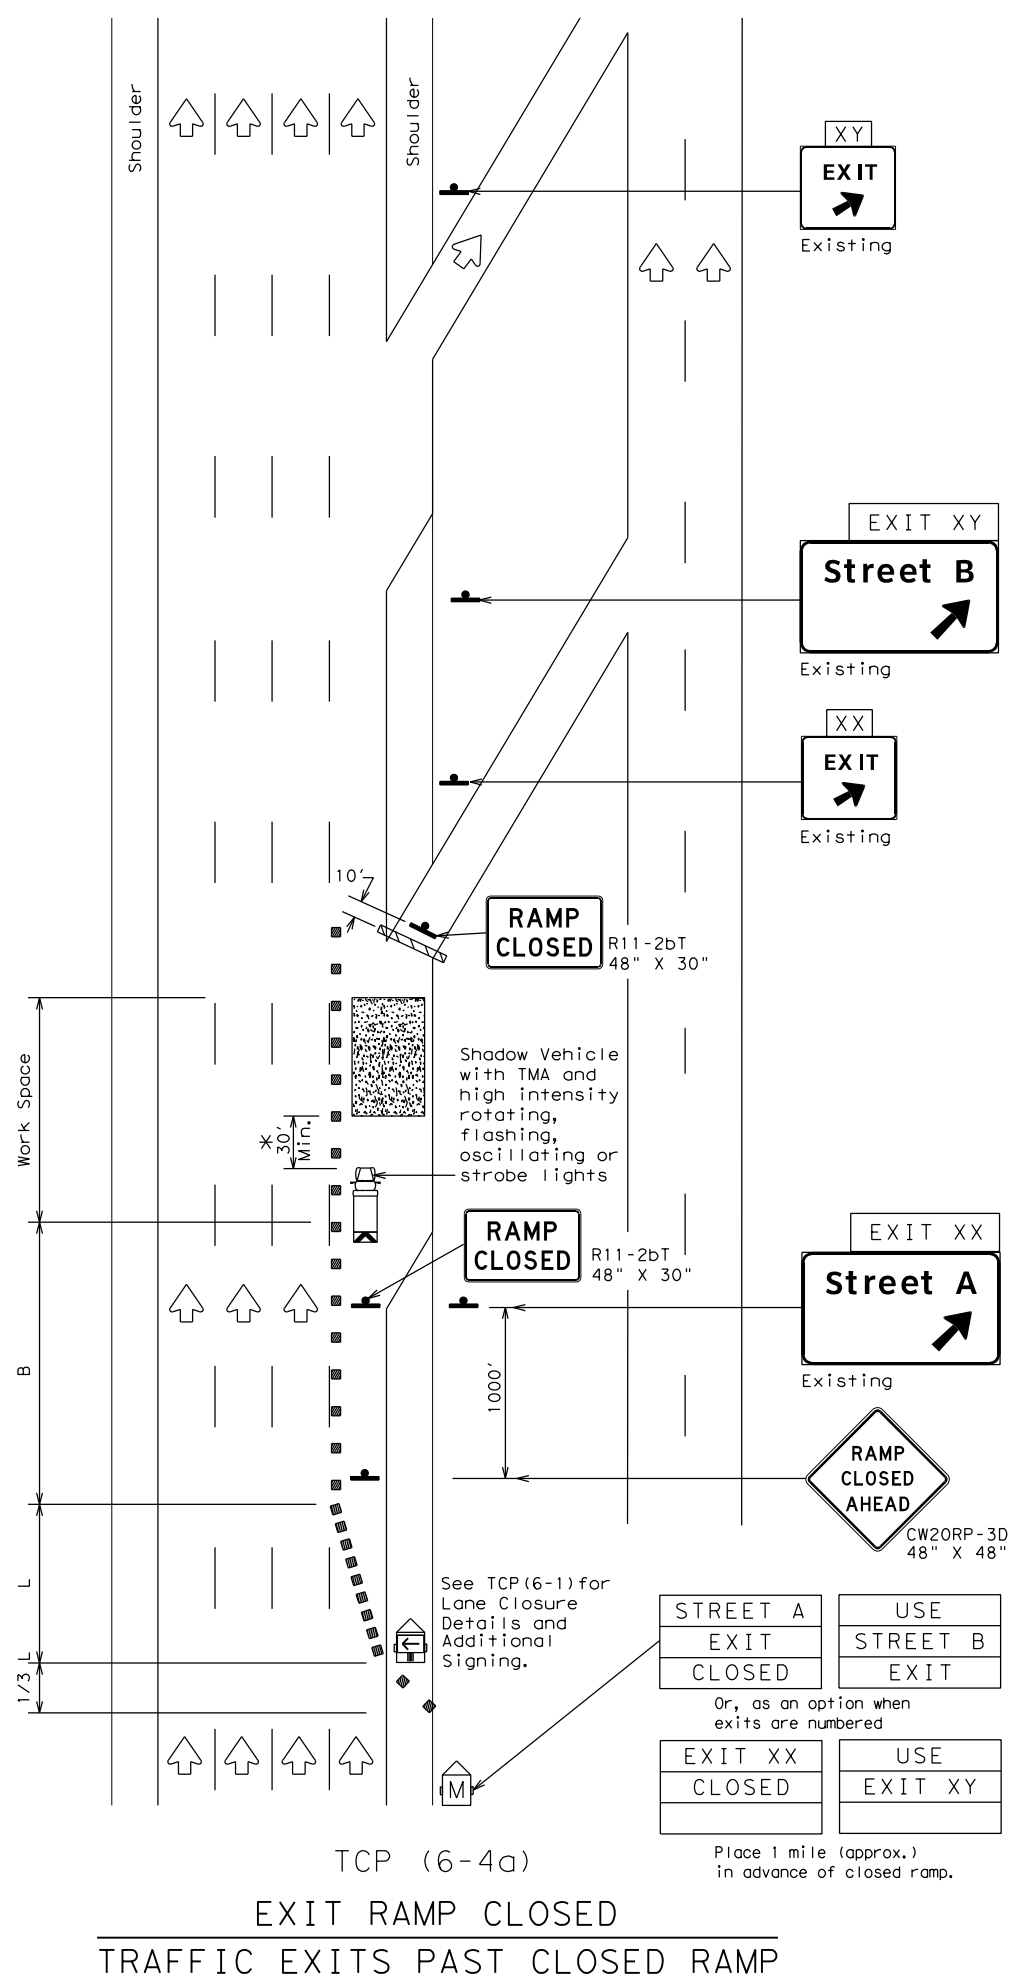 Shoulder
Shoulder
XY
EXIT
Existing
EXIT XY
Street B
Existing
XX
EXIT
Existing
10'
RAMP
CLOSED
R11-2bT
48" X 30"
Work Space
* 30'
Min.
Shadow Vehicle
with TMA and
high intensity
rotating,
flashing,
oscillating or
strobe lights
RAMP
CLOSED
R11-2bT
48" X 30"
EXIT XX
Street A
Existing
B
1000'
RAMP
CLOSED
AHEAD
CW20RP-3D
48" X 48"
L
1/3 L
See TCP(6-1)for
Lane Closure
Details and
Additional
Signing.
STREET A
EXIT
CLOSED
USE
STREET B
EXIT
Or, as an option when
exits are numbered
EXIT XX
CLOSED
USE
EXIT XY
M
Place 1 mile (approx.)
in advance of closed ramp.
TCP (6-4a)
EXIT RAMP CLOSED
TRAFFIC EXITS PAST CLOSED RAMP